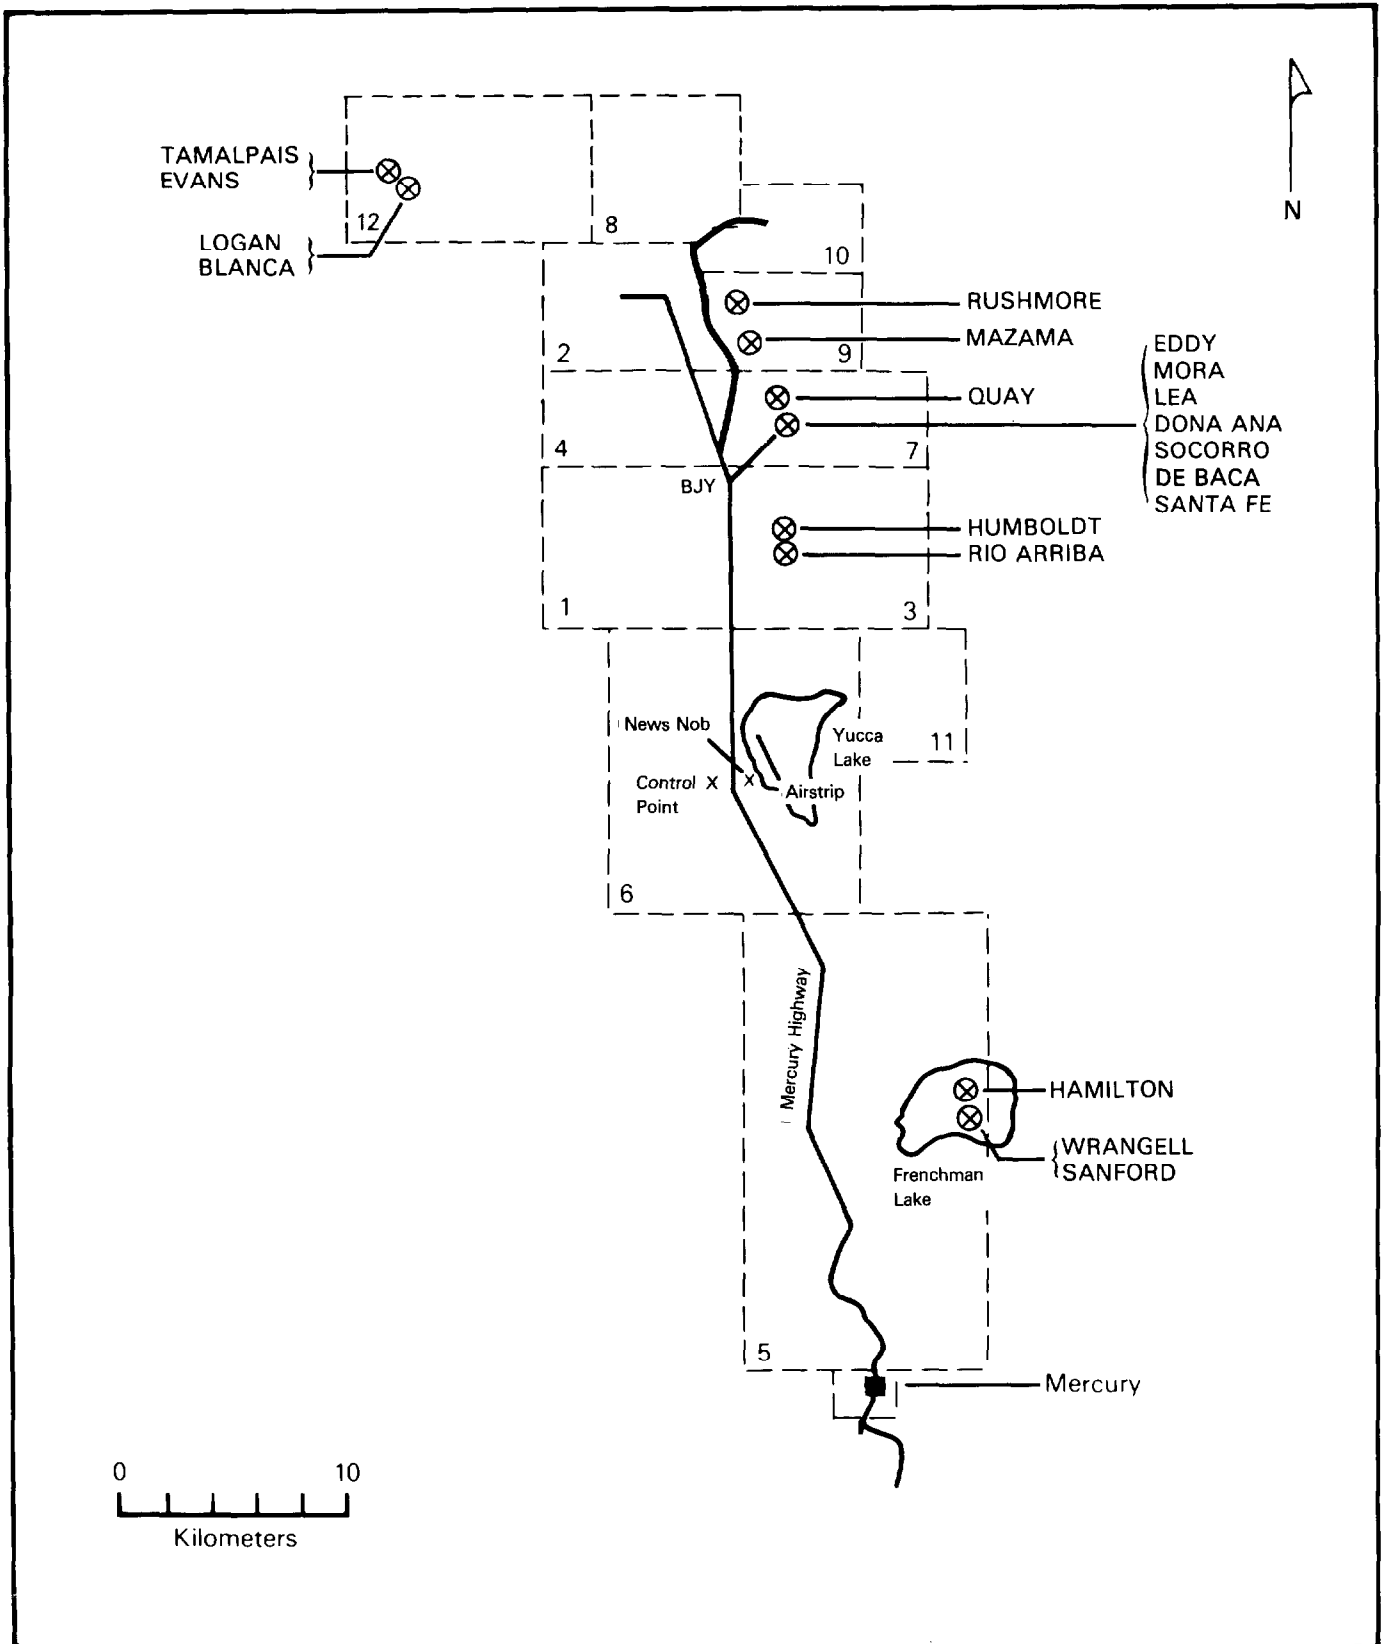 N
TAMALPAIS
EVANS
12
8
LOGAN
BLANCA
10
RUSHMORE
MAZAMA
2
9
EDDY
MORA
LEA
DONA ANA
SOCORRO
DE BACA
SANTA FE
QUAY
4
7
BJY
HUMBOLDT
RIO ARRIBA
1
3
News Nob
Yucca
Lake
11
Control X
Point
X
Airstrip
6
Mercury Highway
HAMILTON
WRANGELL
SANFORD
Frenchman
Lake
5
Mercury
0 10
Kilometers